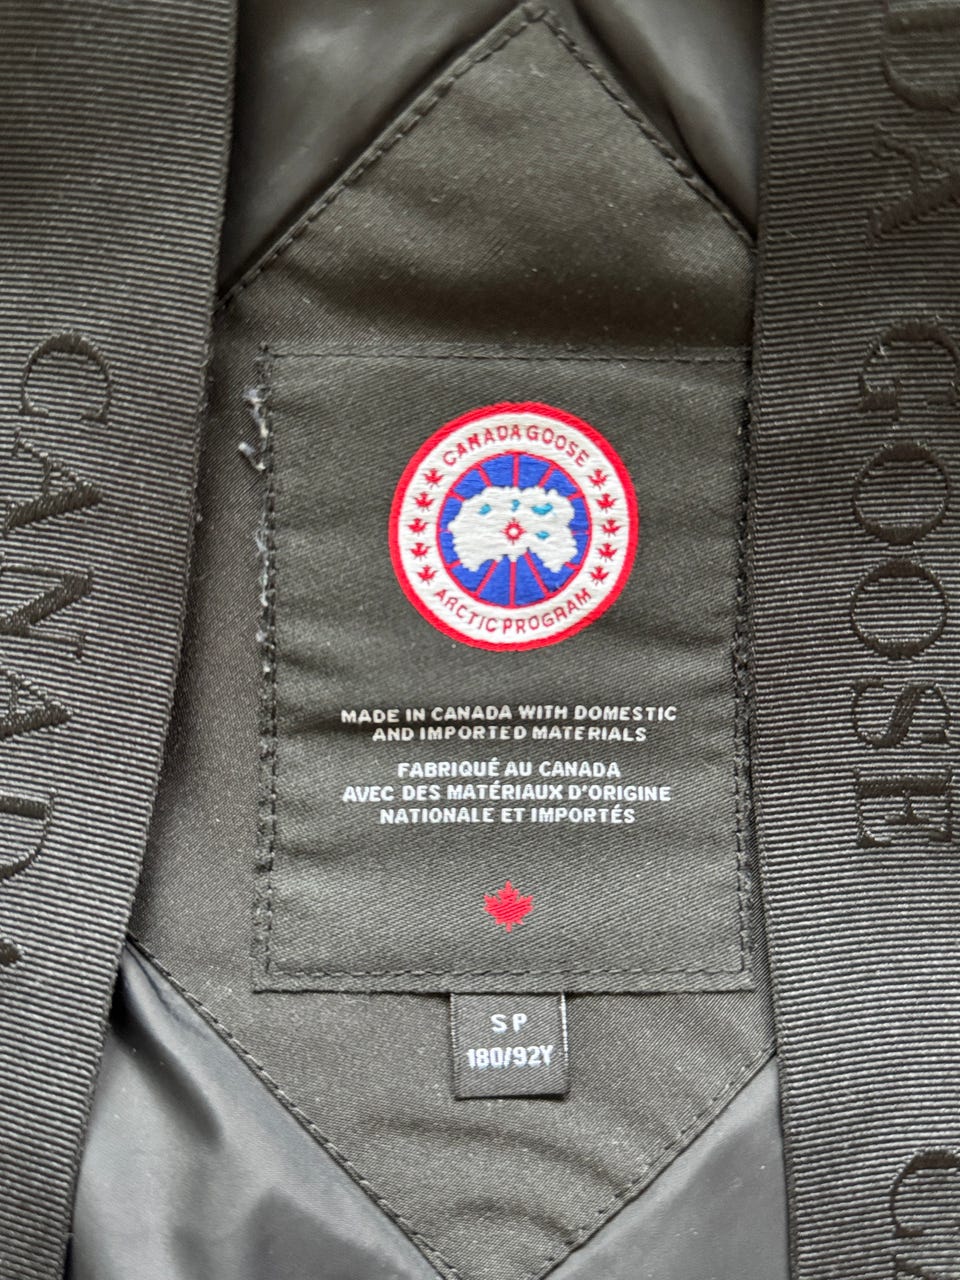 CANADA GOOSE
ARCTIC PROGRAM
MADE IN CANADA WITH DOMESTIC
AND IMPORTED MATERIALS
FABRIQUÉ AU CANADA
AVEC DES MATÉRIAUX D'ORIGINE
NATIONALE ET IMPORTÉS
S P
180/92Y
CANADA
DA GOOSE